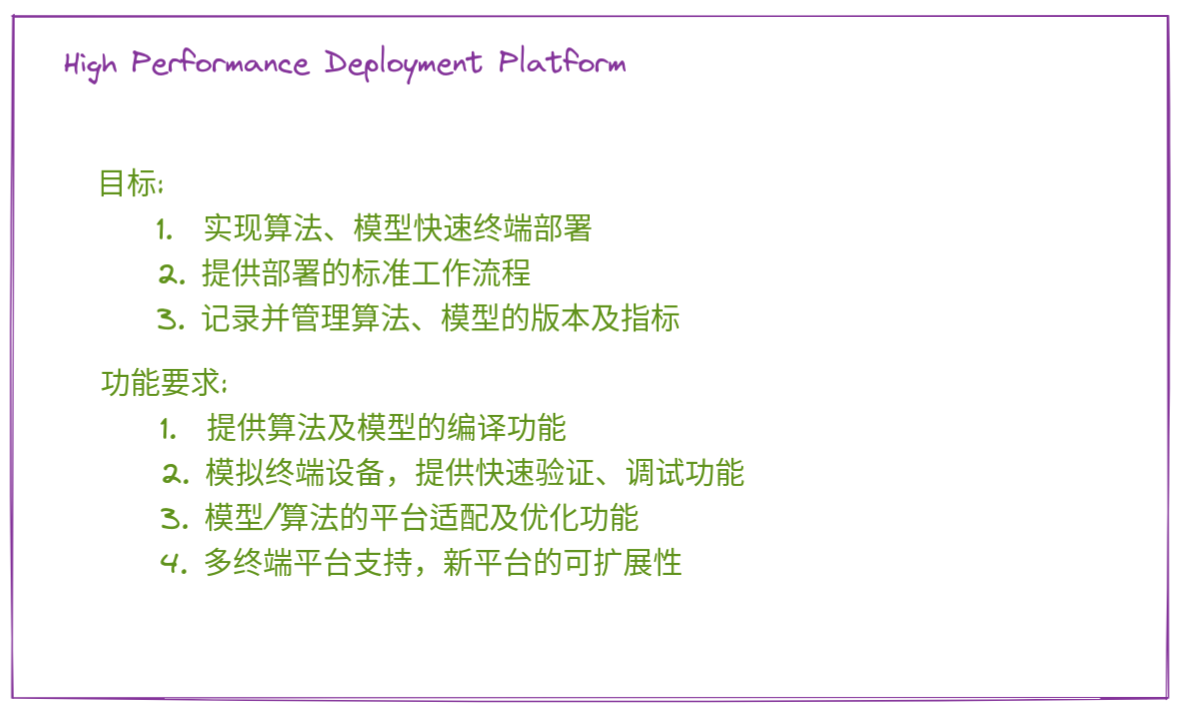 High Performance Deployment Platform
目标:
1. 实现算法、模型快速终端部署
2. 提供部署的标准工作流程
3. 记录并管理算法、模型的版本及指标
功能要求:
1. 提供算法及模型的编译功能
2. 模拟终端设备，提供快速验证、调试功能
3. 模型/算法的平台适配及优化功能
4. 多终端平台支持，新平台的可扩展性